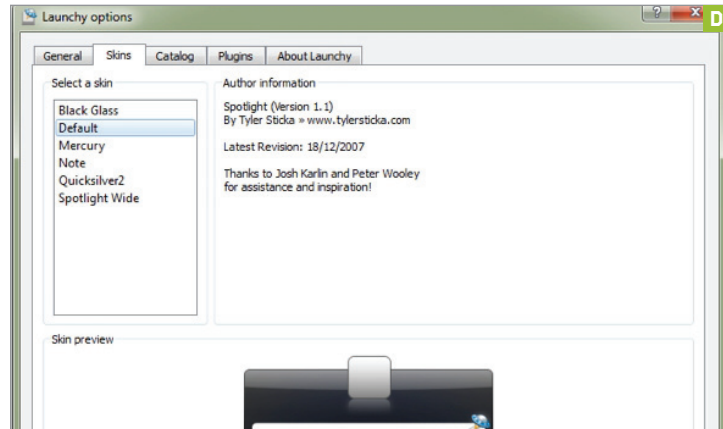 Launchy options
D
General Skins Catalog Plugins About Launchy
Select a skin
Black Glass
Default
Mercury
Note
Quicksilver2
Spotlight Wide
Author information
Spotlight (Version 1.1)
By Tyler Sticka » www.tylersticka.com
Latest Revision: 18/12/2007
Thanks to Josh Karlin and Peter Wooley
for assistance and inspiration!
Skin preview